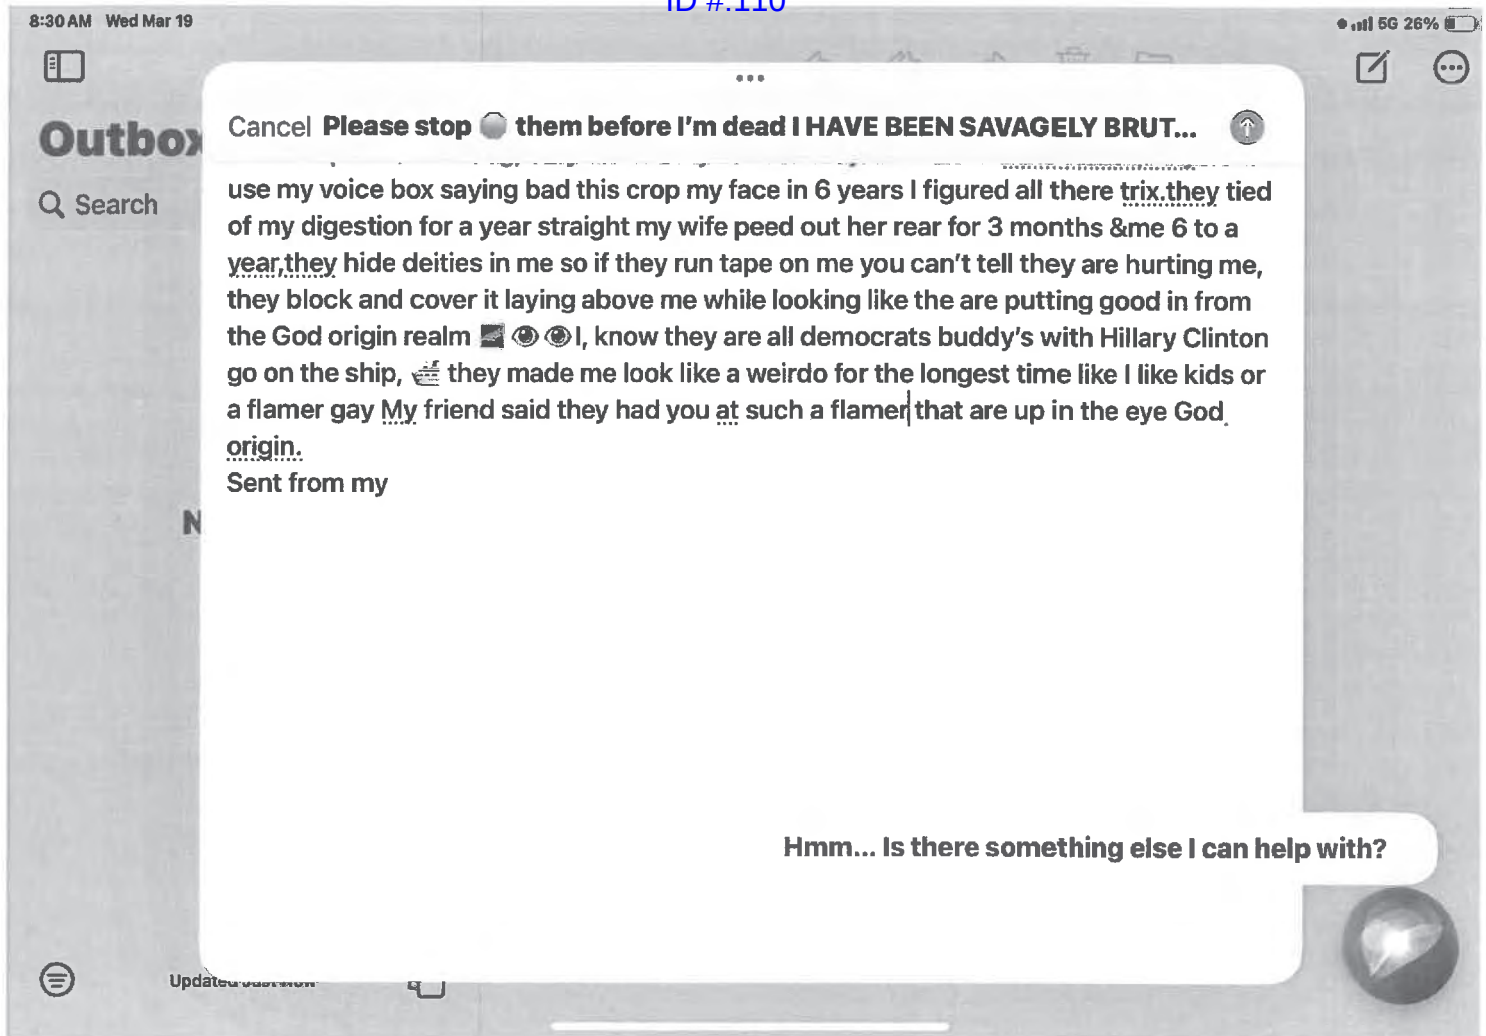 ID #:110
8:30 AM Wed Mar 19
5G 26%
Outbox
Cancel Please stop them before I'm dead I HAVE BEEN SAVAGELY BRUT...
Search
use my voice box saying bad this crop my face in 6 years I figured all there trix.they tied
of my digestion for a year straight my wife peed out her rear for 3 months &me 6 to a
year,they hide deities in me so if they run tape on me you can't tell they are hurting me,
they block and cover it laying above me while looking like the are putting good in from
the God origin realm 👁👁I, know they are all democrats buddy's with Hillary Clinton
go on the ship, they made me look like a weirdo for the longest time like I like kids or
a flamer gay My friend said they had you at such a flamer that are up in the eye God
origin.
Sent from my
N
Hmm... Is there something else I can help with?
Updated Just now